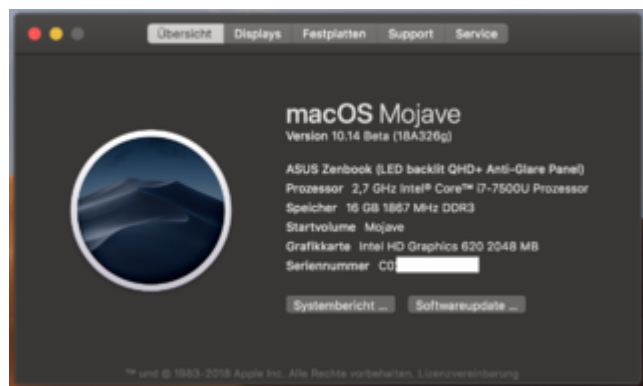 Übersicht Displays Festplatten Support Service
macOS Mojave
Version 10.14 Beta (18A326g)
ASUS Zenbook (LED backlit QHD+ Anti-Glare Panel)
Prozessor 2,7 GHz Intel® Core™ i7-7500U Prozessor
Speicher 16 GB 1867 MHz DDR3
Startvolume Mojave
Grafikkarte Intel HD Graphics 620 2048 MB
Seriennummer C02
Systembericht ... Softwareupdate ...
™ und © 1983-2018 Apple Inc. Alle Rechte vorbehalten. Lizenzvereinbarung